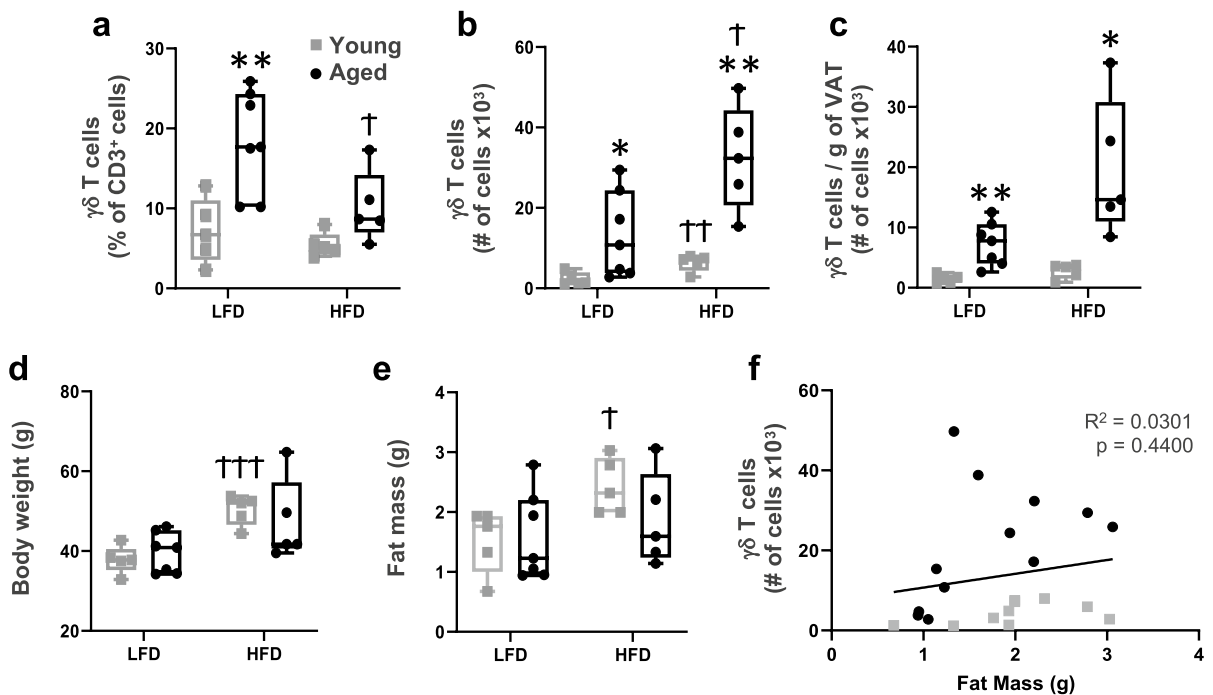 a
γδ T cells
(% of CD3⁺ cells)
30
20
10
0
**
†
LFD
HFD
Young
Aged
b
γδ T cells
(# of cells x10³)
60
40
20
0
*
††
†
**
LFD
HFD
c
γδ T cells / g of VAT
(# of cells x10³)
40
30
20
10
0
**
*
LFD
HFD
d
Body weight (g)
80
60
40
20
†††
LFD
HFD
e
Fat mass (g)
4
3
2
1
0
†
LFD
HFD
f
γδ T cells
(# of cells x10³)
60
40
20
0
R² = 0.0301
p = 0.4400
0
1
2
3
4
Fat Mass (g)